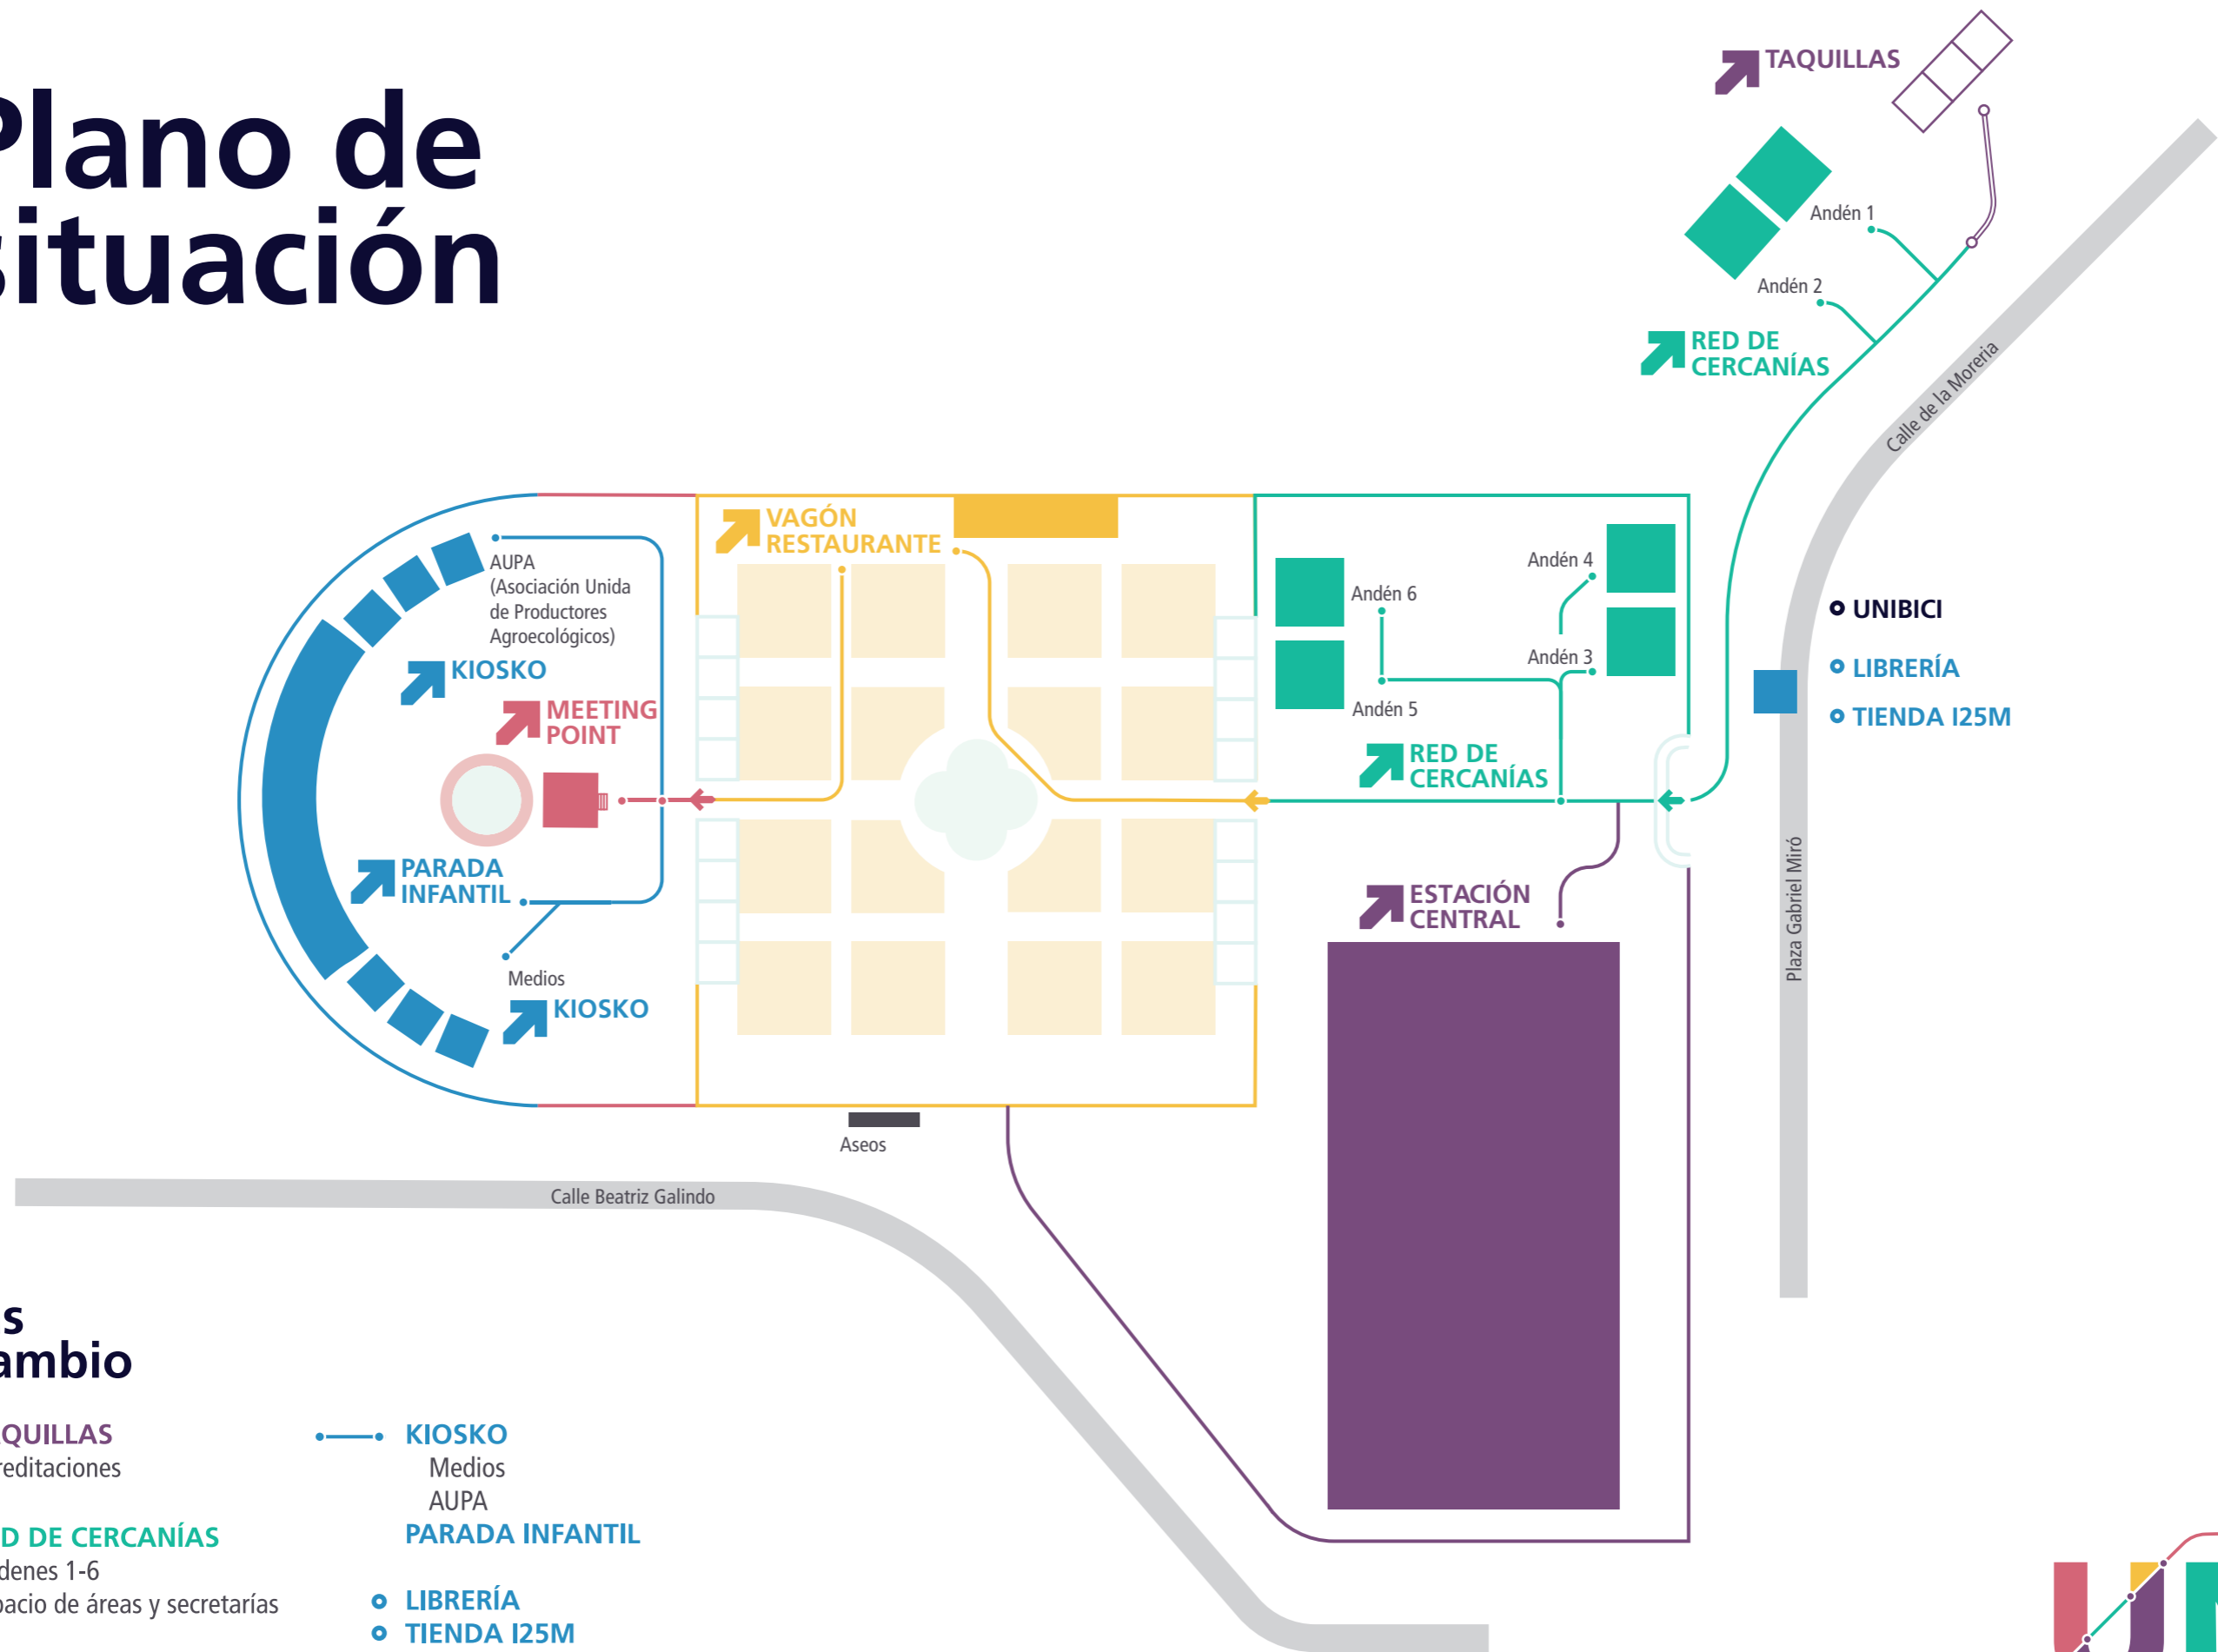 Plano de
situación
TAQUILLAS
Andén 1
Andén 2
RED DE
CERCANÍAS
Calle de la Moreria
VAGÓN
RESTAURANTE
AUPA
(Asociación Unida
de Productores
Agroecológicos)
KIOSKO
MEETING
POINT
Andén 4
Andén 6
Andén 3
Andén 5
RED DE
CERCANÍAS
UNIBICI
LIBRERÍA
TIENDA I25M
PARADA
INFANTIL
Medios
KIOSKO
ESTACIÓN
CENTRAL
Plaza Gabriel Miró
Aseos
Calle Beatriz Galindo
s
ambio
QUILLAS
reditaciones
D DE CERCANÍAS
denes 1-6
pacio de áreas y secretarías
KIOSKO
Medios
AUPA
PARADA INFANTIL
LIBRERÍA
TIENDA I25M